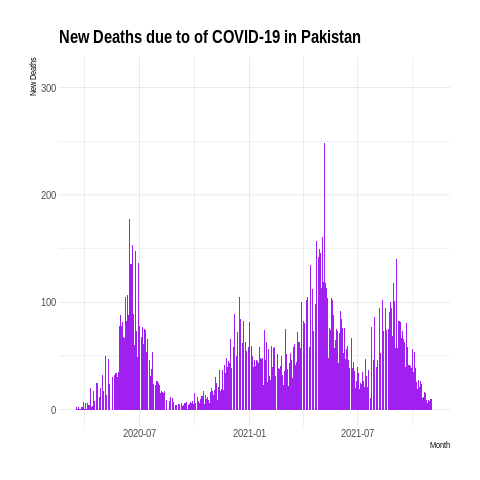 New Deaths due to of COVID-19 in Pakistan
New Deaths
300
200
100
0
2020-07 2021-01 2021-07
Month